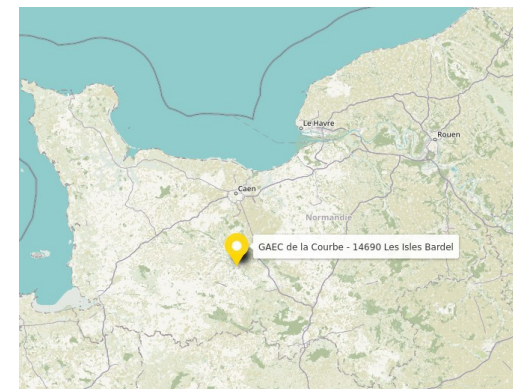 Le Havre
Rouen
Caen
Normandie
GAEC de la Courbe - 14690 Les Isles Bardel